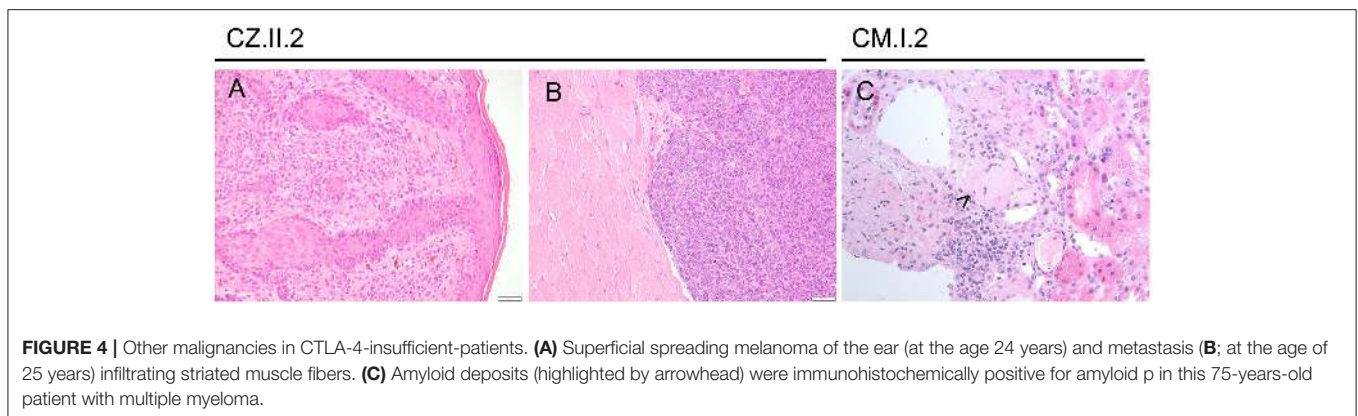 CZ.II.2
CM.I.2
A
B
C
FIGURE 4 | Other malignancies in CTLA-4-insufficient-patients. (A) Superficial spreading melanoma of the ear (at the age 24 years) and metastasis (B; at the age of
25 years) infiltrating striated muscle fibers. (C) Amyloid deposits (highlighted by arrowhead) were immunohistochemically positive for amyloid p in this 75-years-old
patient with multiple myeloma.